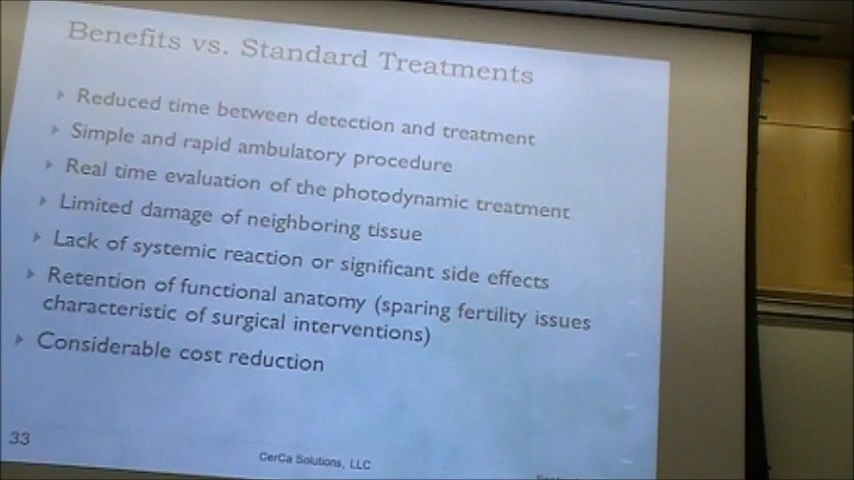 Benefits vs. Standard Treatments
Reduced time between detection and treatment
Simple and rapid ambulatory procedure
Real time evaluation of the photodynamic treatment
Limited damage of neighboring tissue
Lack of systemic reaction or significant side effects
Retention of functional anatomy (sparing fertility issues
characteristic of surgical interventions)
Considerable cost reduction
33
CerCa Solutions, LLC